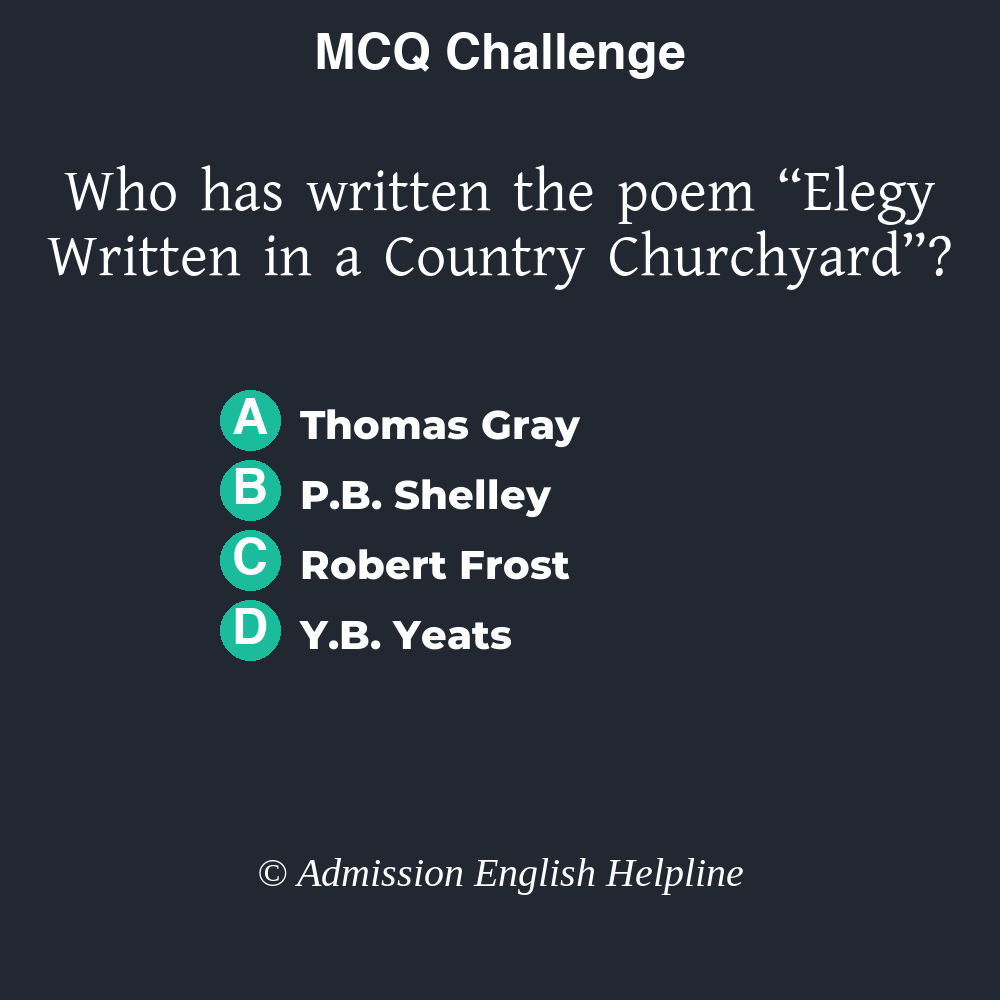 MCQ Challenge
Who has written the poem “Elegy
Written in a Country Churchyard”?
A Thomas Gray
B P.B. Shelley
C Robert Frost
D Y.B. Yeats
© Admission English Helpline